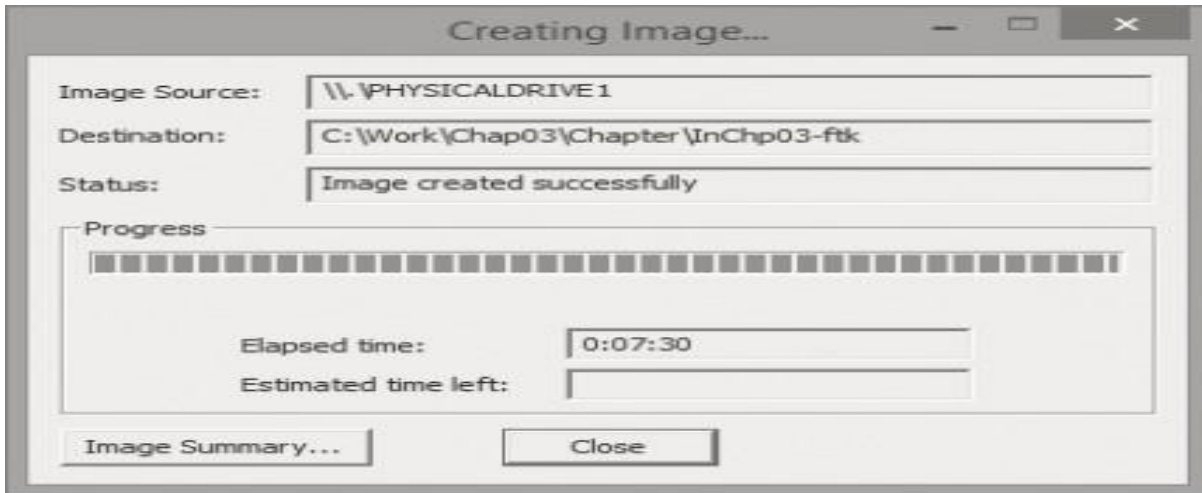 Creating Image...
Image Source: \\.\PHYSICALDRIVE1
Destination: C:\Work\Chap03\Chapter\InChp03-ftk
Status: Image created successfully
Progress
Elapsed time: 0:07:30
Estimated time left:
Image Summary... Close